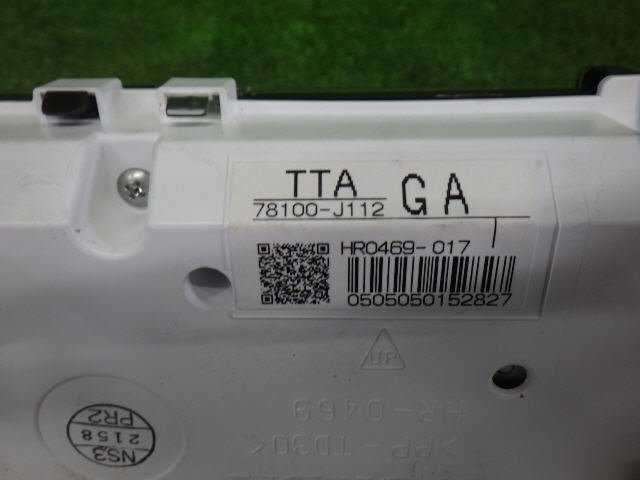 TTA GA
78100-J112
HR0469-017
0505050152827
UP
HR-0469
>PP-TD30<
NS3
2158
PR2